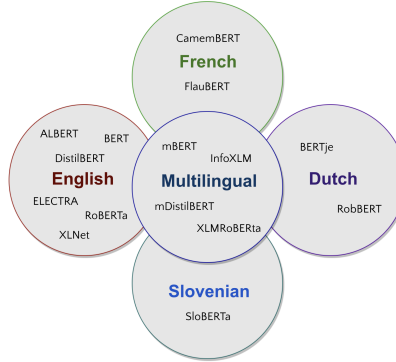 CamemBERT
French
FlauBERT
ALBERT
BERT
DistilBERT
English
ELECTRA
RoBERTa
XLNet
mBERT
InfoXLM
Multilingual
mDistilBERT
XLMRoBERta
BERTje
Dutch
RobBERT
Slovenian
SloBERTa